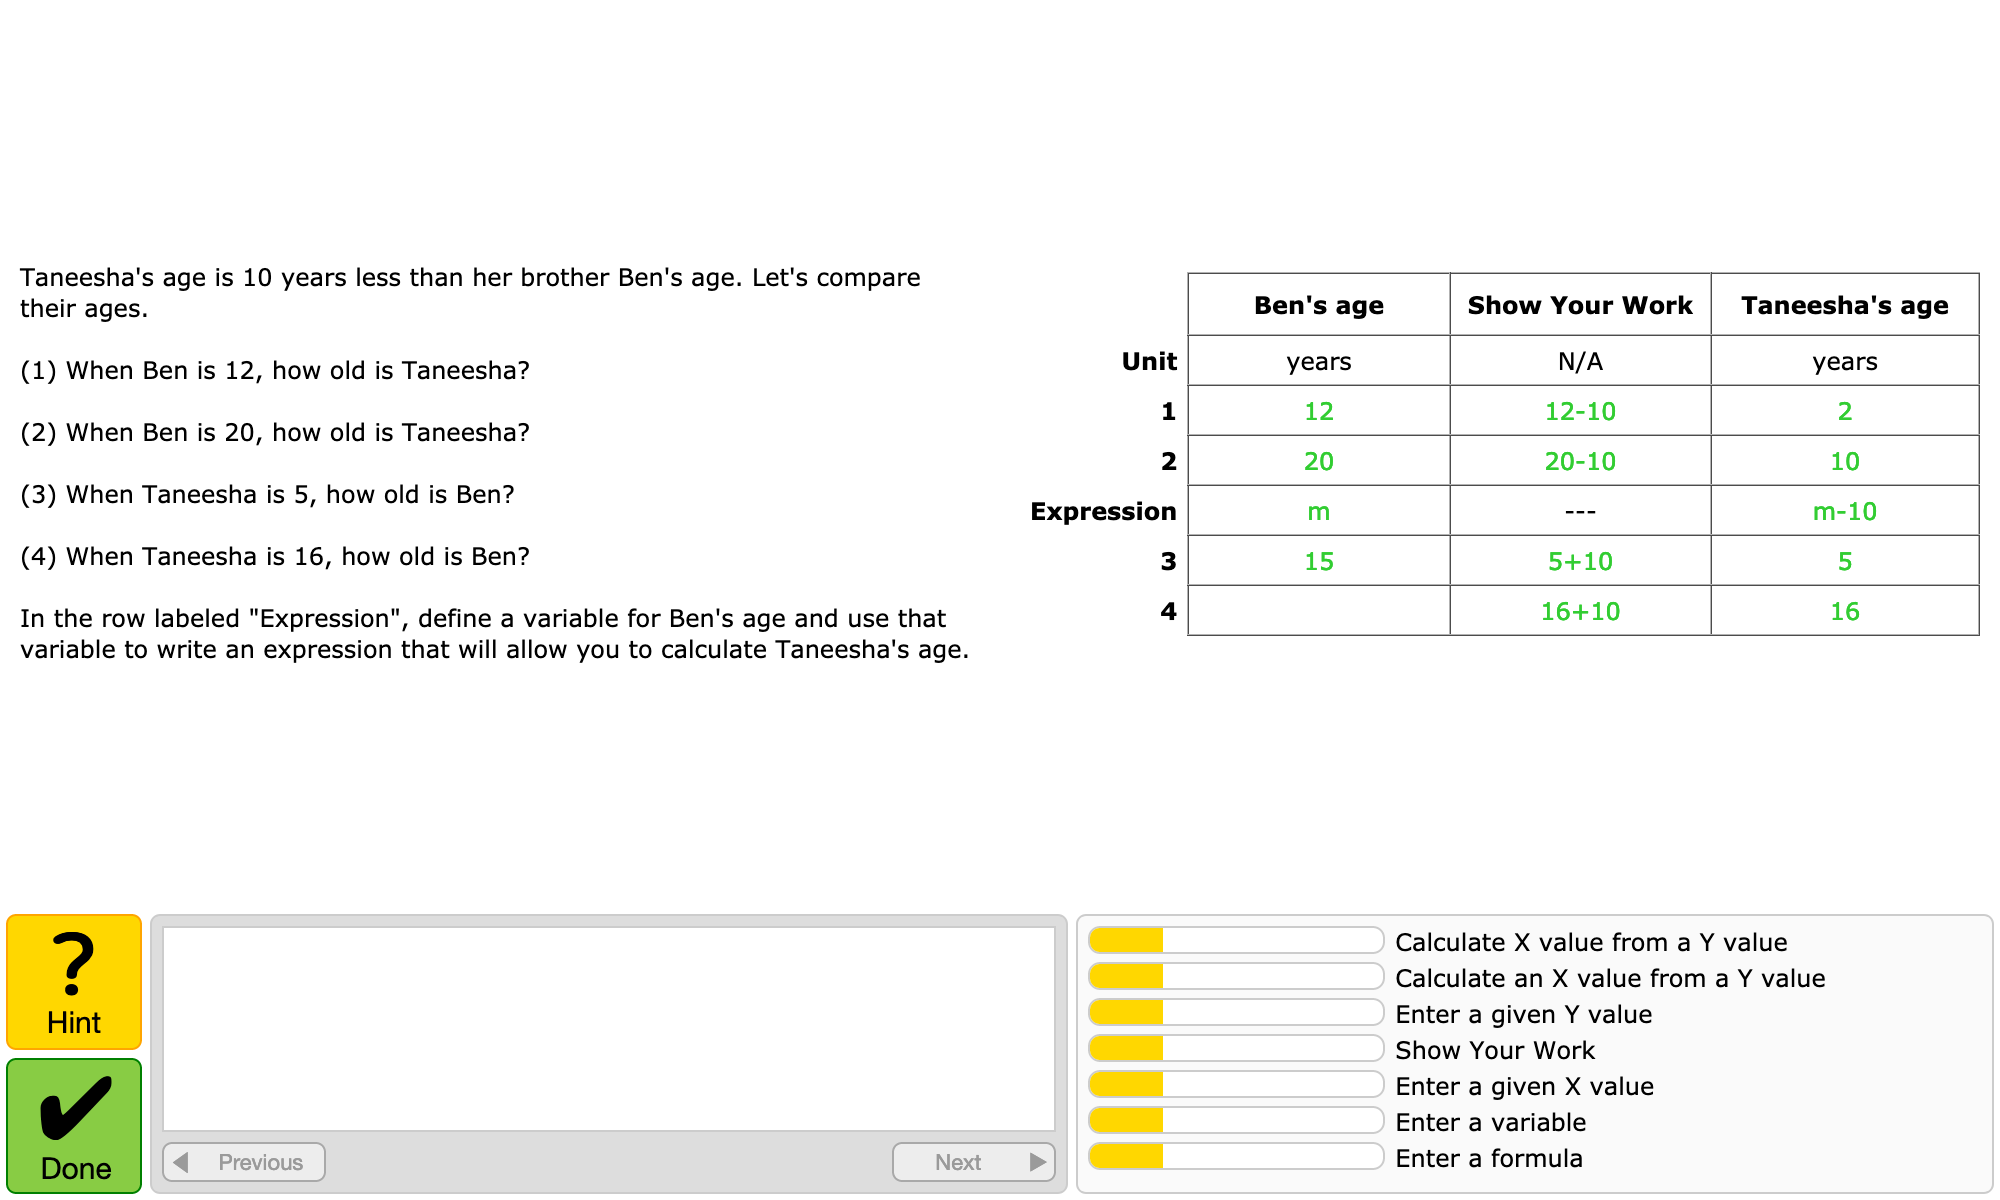 Taneesha's age is 10 years less than her brother Ben's age. Let's compare
their ages.
(1) When Ben is 12, how old is Taneesha?
(2) When Ben is 20, how old is Taneesha?
(3) When Taneesha is 5, how old is Ben?
(4) When Taneesha is 16, how old is Ben?
In the row labeled "Expression", define a variable for Ben's age and use that
variable to write an expression that will allow you to calculate Taneesha's age.
Ben's age Show Your Work Taneesha's age
Unit years N/A years
1 12 12-10 2
2 20 20-10 10
Expression m --- m-10
3 15 5+10 5
4 16+10 16
? Hint
Done
Previous Next
Calculate X value from a Y value
Calculate an X value from a Y value
Enter a given Y value
Show Your Work
Enter a given X value
Enter a variable
Enter a formula